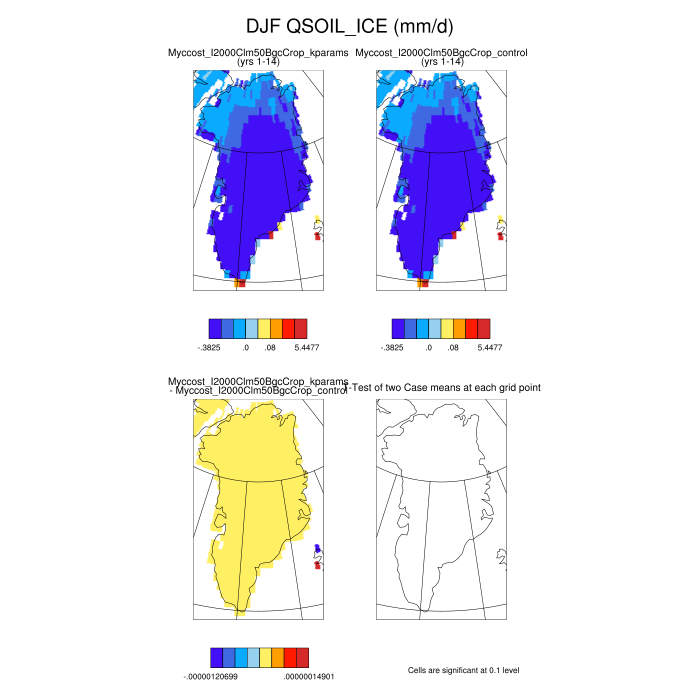 DJF QSOIL_ICE (mm/d)
Myccost_I2000Clm50BgcCrop_kparams
(yrs 1-14)
Myccost_I2000Clm50BgcCrop_control
(yrs 1-14)
-.3825 .0 .08 5.4477
-.3825 .0 .08 5.4477
Myccost_I2000Clm50BgcCrop_kparams
- Myccost_I2000Clm50BgcCrop_control
T-Test of two Case means at each grid point
-.00000120699 .00000014901
Cells are significant at 0.1 level